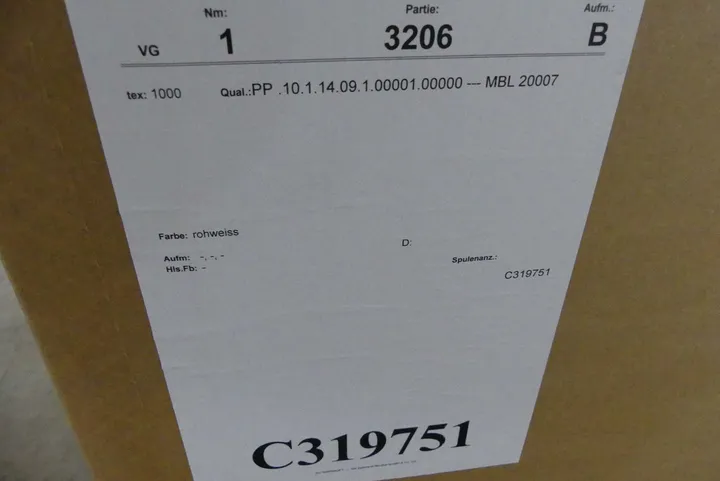 Nm: Partie: Aufm.:
VG 1 3206 B
tex: 1000 Qual.:PP .10.1.14.09.1.00001.00000 --- MBL 20007
Farbe: rohweiss D:
Aufm: -, -, - Spulenanz.:
Hls.Fb: - C319751
C319751